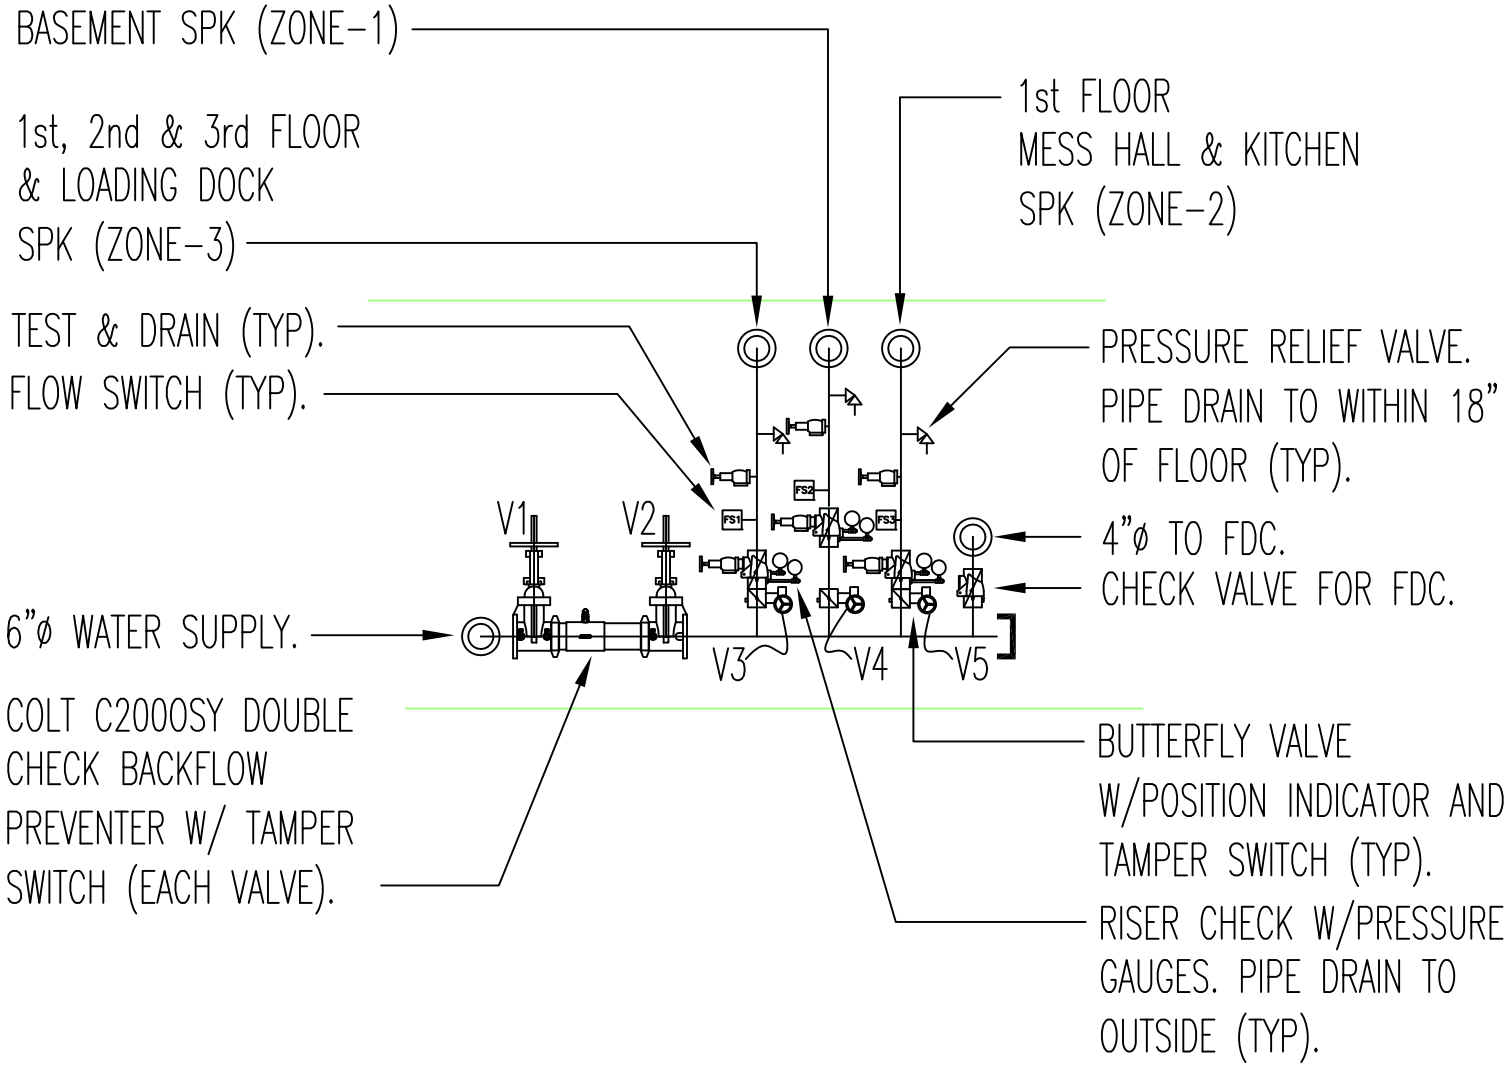 BASEMENT SPK (ZONE-1)
1st FLOOR
MESS HALL & KITCHEN
SPK (ZONE-2)
1st, 2nd & 3rd FLOOR
& LOADING DOCK
SPK (ZONE-3)
TEST & DRAIN (TYP).
FLOW SWITCH (TYP).
PRESSURE RELIEF VALVE.
PIPE DRAIN TO WITHIN 18"
OF FLOOR (TYP).
FS2
FS1
FS3
V1
V2
4"ø TO FDC.
CHECK VALVE FOR FDC.
6"ø WATER SUPPLY.
V3
V4
V5
COLT C200OSY DOUBLE
CHECK BACKFLOW
PREVENTER W/ TAMPER
SWITCH (EACH VALVE).
BUTTERFLY VALVE
W/POSITION INDICATOR AND
TAMPER SWITCH (TYP).
RISER CHECK W/PRESSURE
GAUGES. PIPE DRAIN TO
OUTSIDE (TYP).